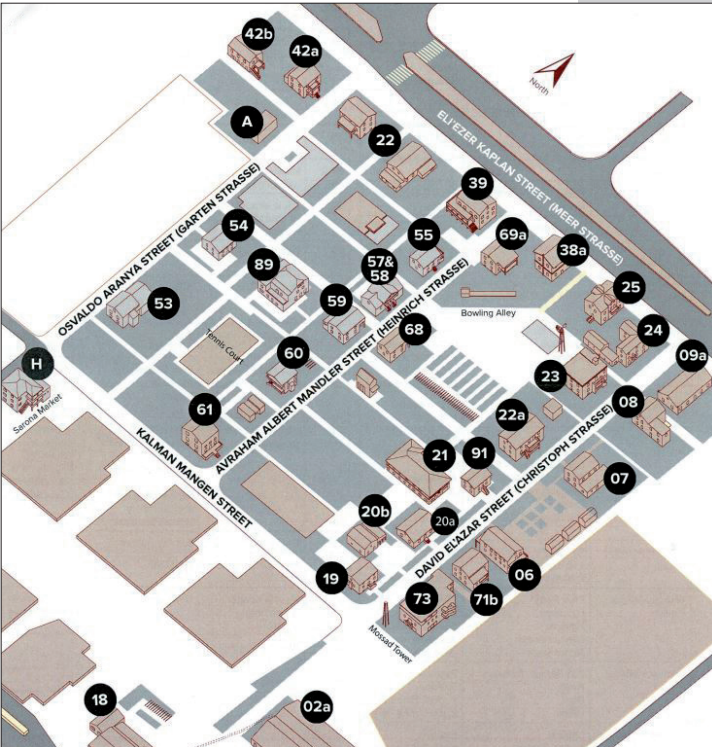 42b
42a
North
A
22
ELI'EZER KAPLAN STREET (MEER STRASSE)
39
OSVALDO ARANYA STREET (GARTEN STRASSE)
54
55
69a
38a
57&
58
89
25
53
59
Bowling Alley
68
24
Tennis Court
60
H
23
09a
Sarona Market
AVRAHAM ALBERT MANDLER STREET (HEINRICH STRASSE)
08
61
22a
KALMAN MANGEN STREET
21
91
07
20b
20a
DAVID EL'AZAR STREET (CHRISTOPH STRASSE)
06
19
71b
73
Mossad Tower
18
02a